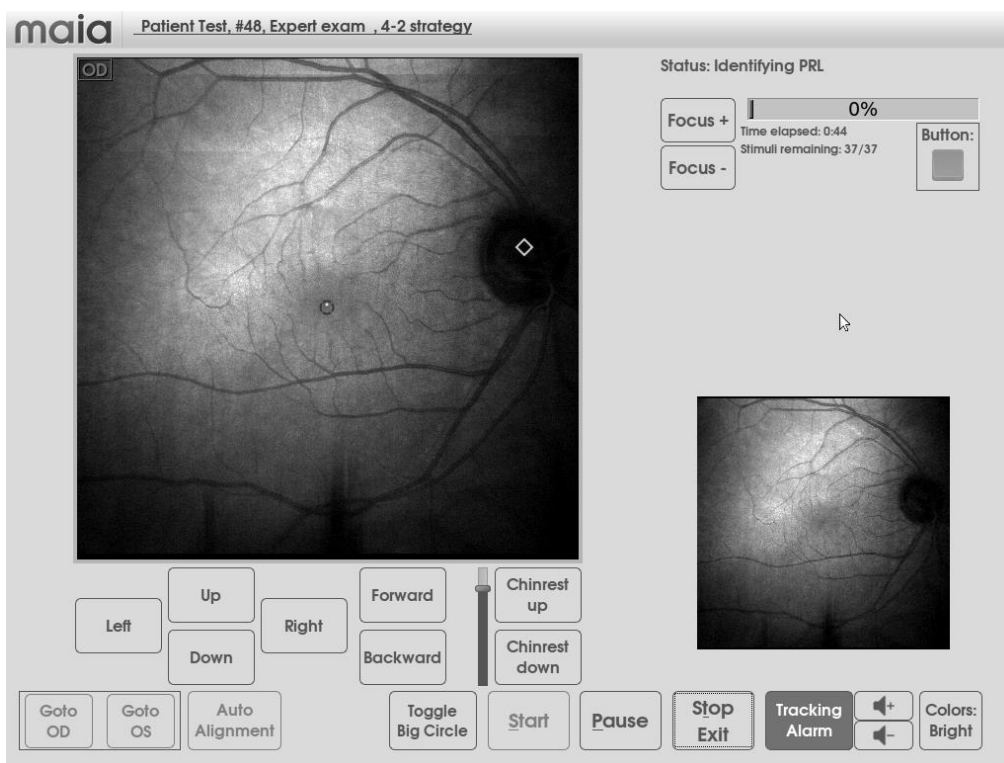 maia
Patient Test, #48, Expert exam , 4-2 strategy
OD
Status: Identifying PRL
Focus +
0%
Time elapsed: 0:44
Stimuli remaining: 37/37
Button:
Focus -
Left
Up
Down
Right
Forward
Backward
Chinrest
up
Chinrest
down
Goto
OD
Goto
OS
Auto
Alignment
Toggle
Big Circle
Start
Pause
Stop
Exit
Tracking
Alarm
+
-
Colors:
Bright